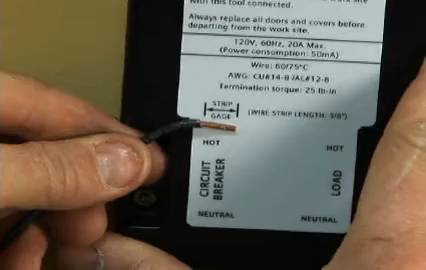 with this tool connected.
Always replace all doors and covers before
departing from the work site.
120V, 60Hz, 20A Max.
(Power consumption: 50mA)
Wire: 60/75°C
AWG: CU#14-8 /AL#12-8
Termination torque: 25 lb-in
STRIP
GAGE
(WIRE STRIP LENGTH: 3/8")
HOT
HOT
CIRCUIT
BREAKER
LOAD
NEUTRAL
NEUTRAL